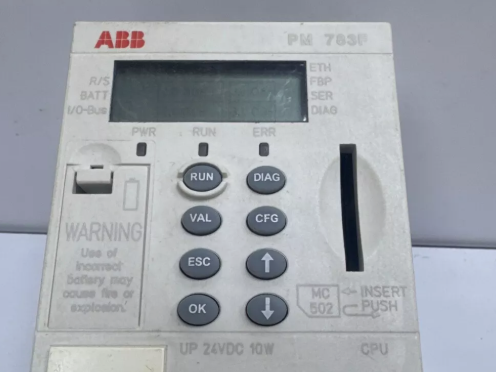 ABB PM 783F
ETH
R/S FBP
BATT SER
I/O-Bus DIAG
PWR RUN ERR
RUN DIAG
VAL CFG
WARNING
Use of
incorrect
battery may
cause fire or
explosion.
ESC
OK
MC
502
INSERT
PUSH
UP 24VDC 10W CPU